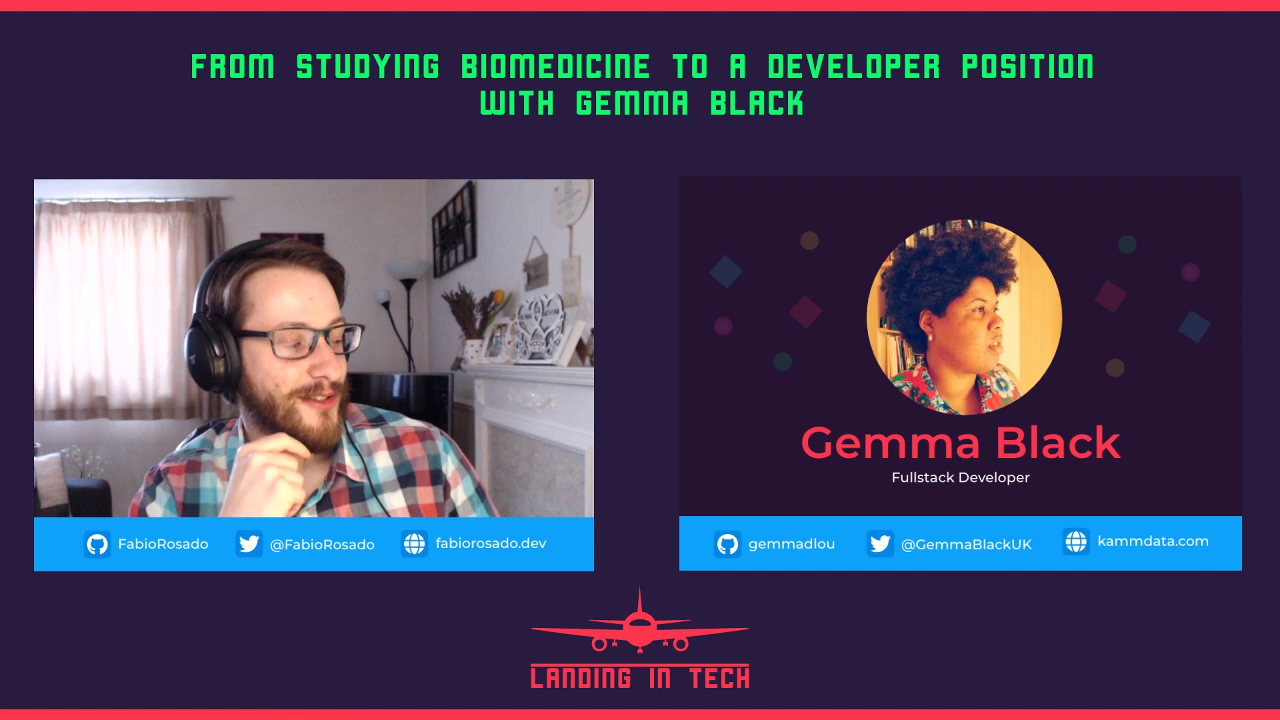 FROM STUDYING BIOMEDICINE TO A DEVELOPER POSITION
WITH GEMMA BLACK
Gemma Black
Fullstack Developer
FabioRosado
@FabioRosado
fabiorosado.dev
gemmadlou
@GemmaBlackUK
kammdata.com
LANDING IN TECH